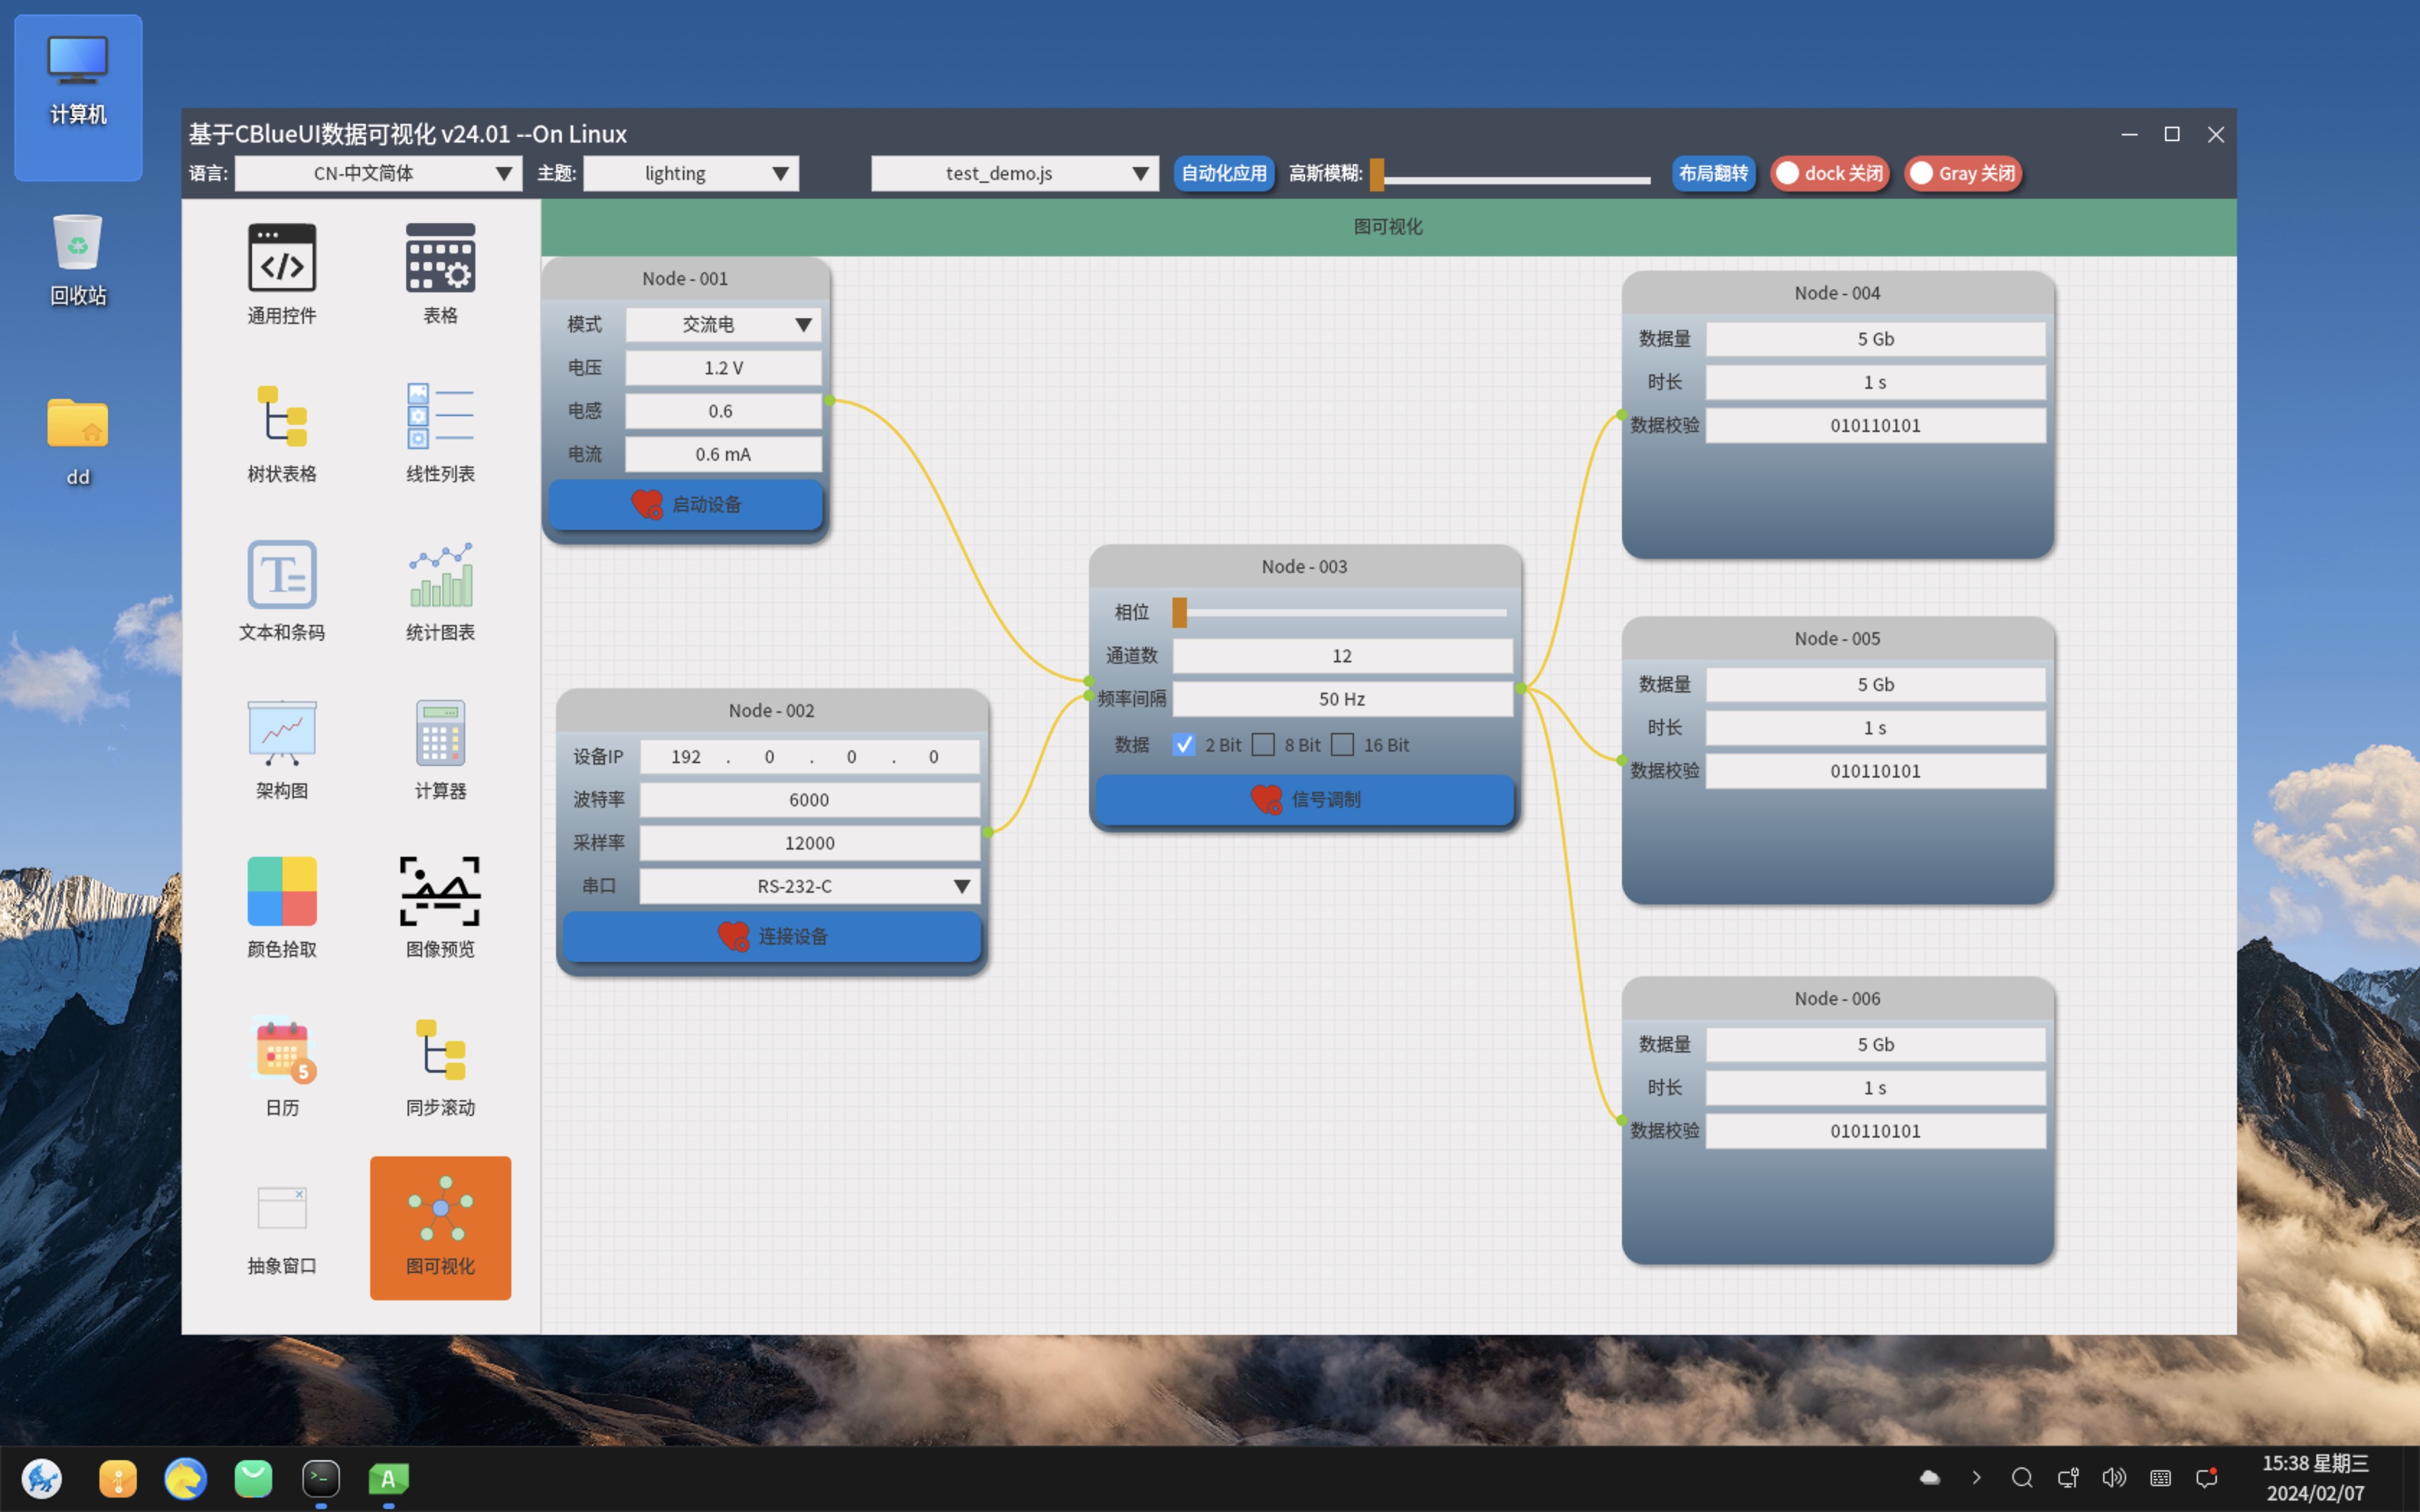 计算机
回收站
dd
基于CBlueUI数据可视化 v24.01 --On Linux
语言: CN-中文简体 主题: lighting test_demo.js 自动化应用 高斯模糊: 布局翻转 dock 关闭 Gray 关闭
通用控件 表格
树状表格 线性列表
文本和条码 统计图表
架构图 计算器
颜色拾取 图像预览
日历 同步滚动
抽象窗口 图可视化
图可视化
Node - 001
模式 交流电
电压 1.2 V
电感 0.6
电流 0.6 mA
启动设备
Node - 002
设备IP 192 . 0 . 0 . 0
波特率 6000
采样率 12000
串口 RS-232-C
连接设备
Node - 003
相位
通道数 12
频率间隔 50 Hz
数据 2 Bit 8 Bit 16 Bit
信号调制
Node - 004
数据量 5 Gb
时长 1 s
数据校验 010110101
Node - 005
数据量 5 Gb
时长 1 s
数据校验 010110101
Node - 006
数据量 5 Gb
时长 1 s
数据校验 010110101
15:38 星期三
2024/02/07